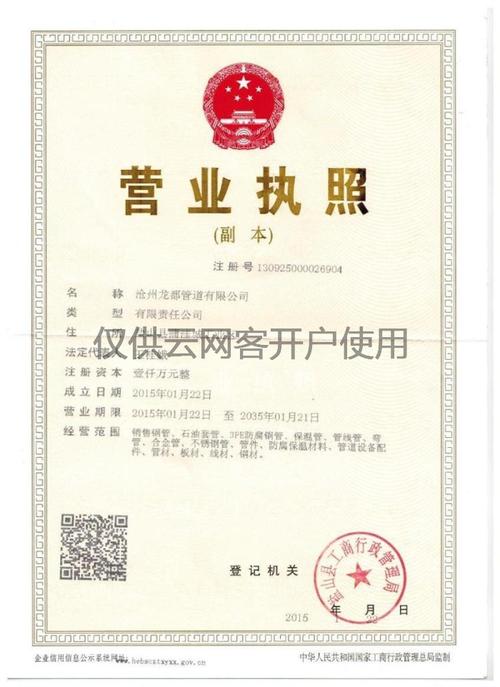 营业执照
(副本)
注册号 130925000026904
名称 沧州龙都管道有限公司
类型 有限责任公司
住
仅供云网客开户使用
法定代表人
注册资本 壹仟万元整
成立日期 2015年01月22日
营业期限 2015年01月22日 至 2035年01月21日
经营范围 销售钢管、石油套管、3PE防腐钢管、保温管、管线管、弯
管、合金管、不锈钢管、管件、防腐保温材料、管道设备配
件、管材、板材、线材、钢材。
登记机关
盐山县工商行政管理局
2015 年 月 日
企业信用信息公示系统网址: www.hebscztxyxx.gov.cn
中华人民共和国国家工商行政管理总局监制